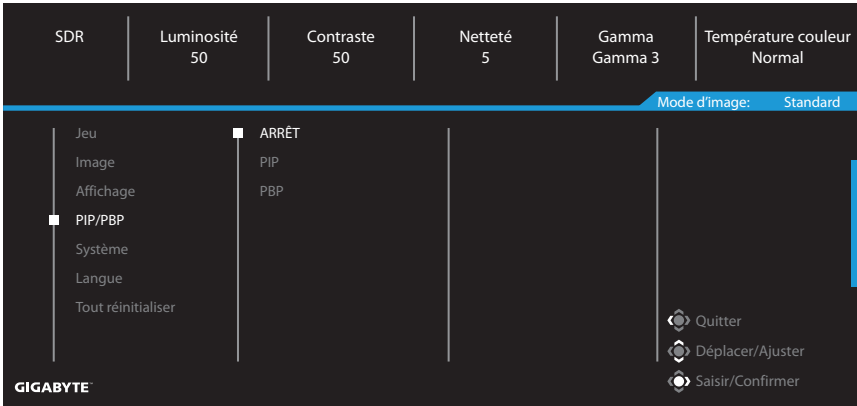 SDR Luminosité Contraste Netteté Gamma Température couleur
50 50 5 Gamma 3 Normal
Mode d'image: Standard
Jeu ARRÊT
Image PIP
Affichage PBP
PIP/PBP
Système
Langue
Tout réinitialiser
Quitter
Déplacer/Ajuster
Saisir/Confirmer
GIGABYTE™